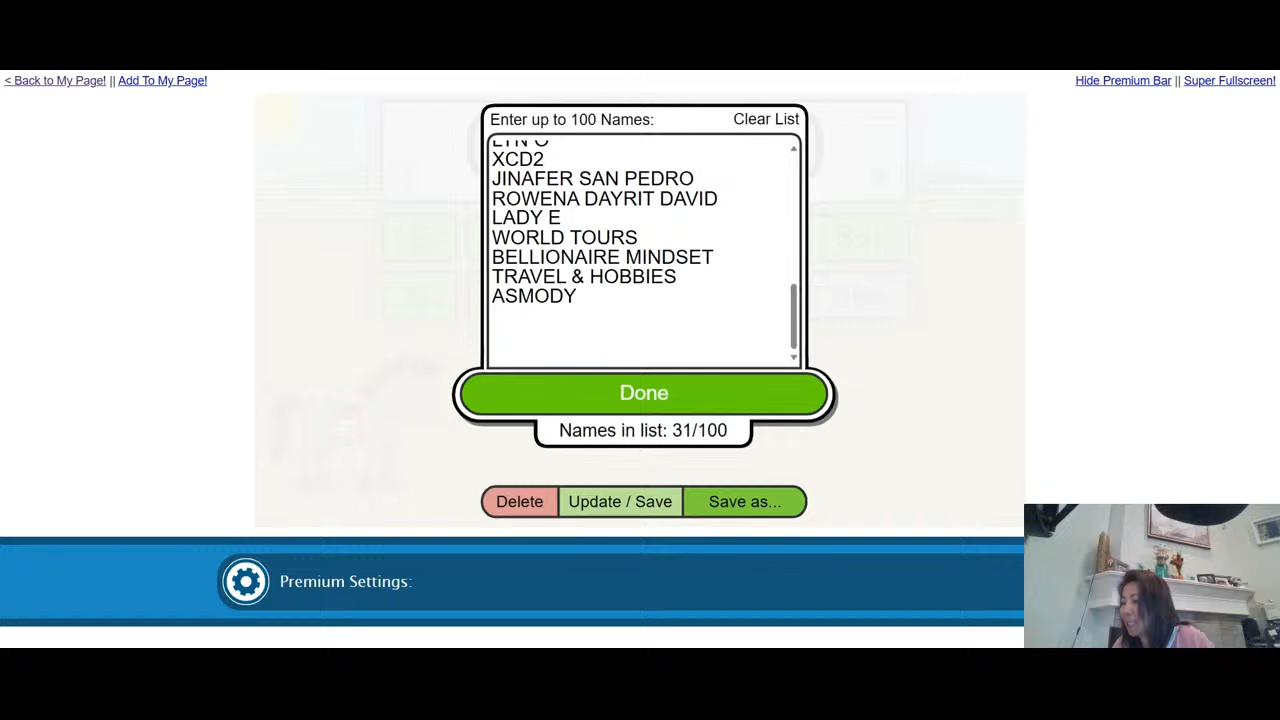 < Back to My Page! || Add To My Page!
Hide Premium Bar || Super Fullscreen!
Enter up to 100 Names:
Clear List
XCD2
JINAFER SAN PEDRO
ROWENA DAYRIT DAVID
LADY E
WORLD TOURS
BELLIONAIRE MINDSET
TRAVEL & HOBBIES
ASMODY
Done
Names in list: 31/100
Delete
Update / Save
Save as...
Premium Settings: